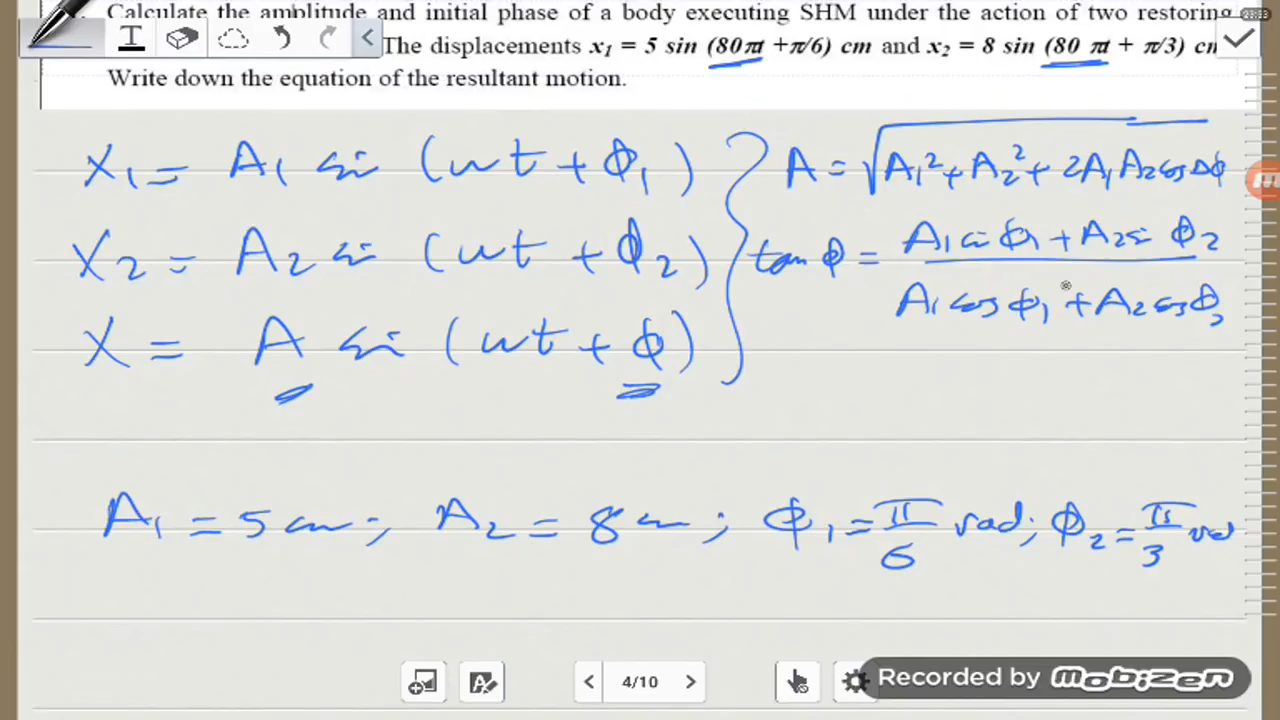 Calculate the amplitude and initial phase of a body executing SHM under the action of two restoring
The displacements x₁ = 5 sin (80πt +π/6) cm and x₂ = 8 sin (80 πt + π/3) cm
Write down the equation of the resultant motion.
x₁ = A₁ sin (ωt + ϕ₁)
A = √A₁² + A₂² + 2A₁A₂cosΔϕ
x₂ = A₂ sin (ωt + ϕ₂)
tan ϕ = A₁ sin ϕ₁ + A₂ sin ϕ₂
A₁ cos ϕ₁ + A₂ cos ϕ₂
x = A sin (ωt + ϕ)
A₁ = 5 cm ; A₂ = 8 cm ; ϕ₁ = π/6 rad ; ϕ₂ = π/3 rad
4/10
Recorded by mobizen